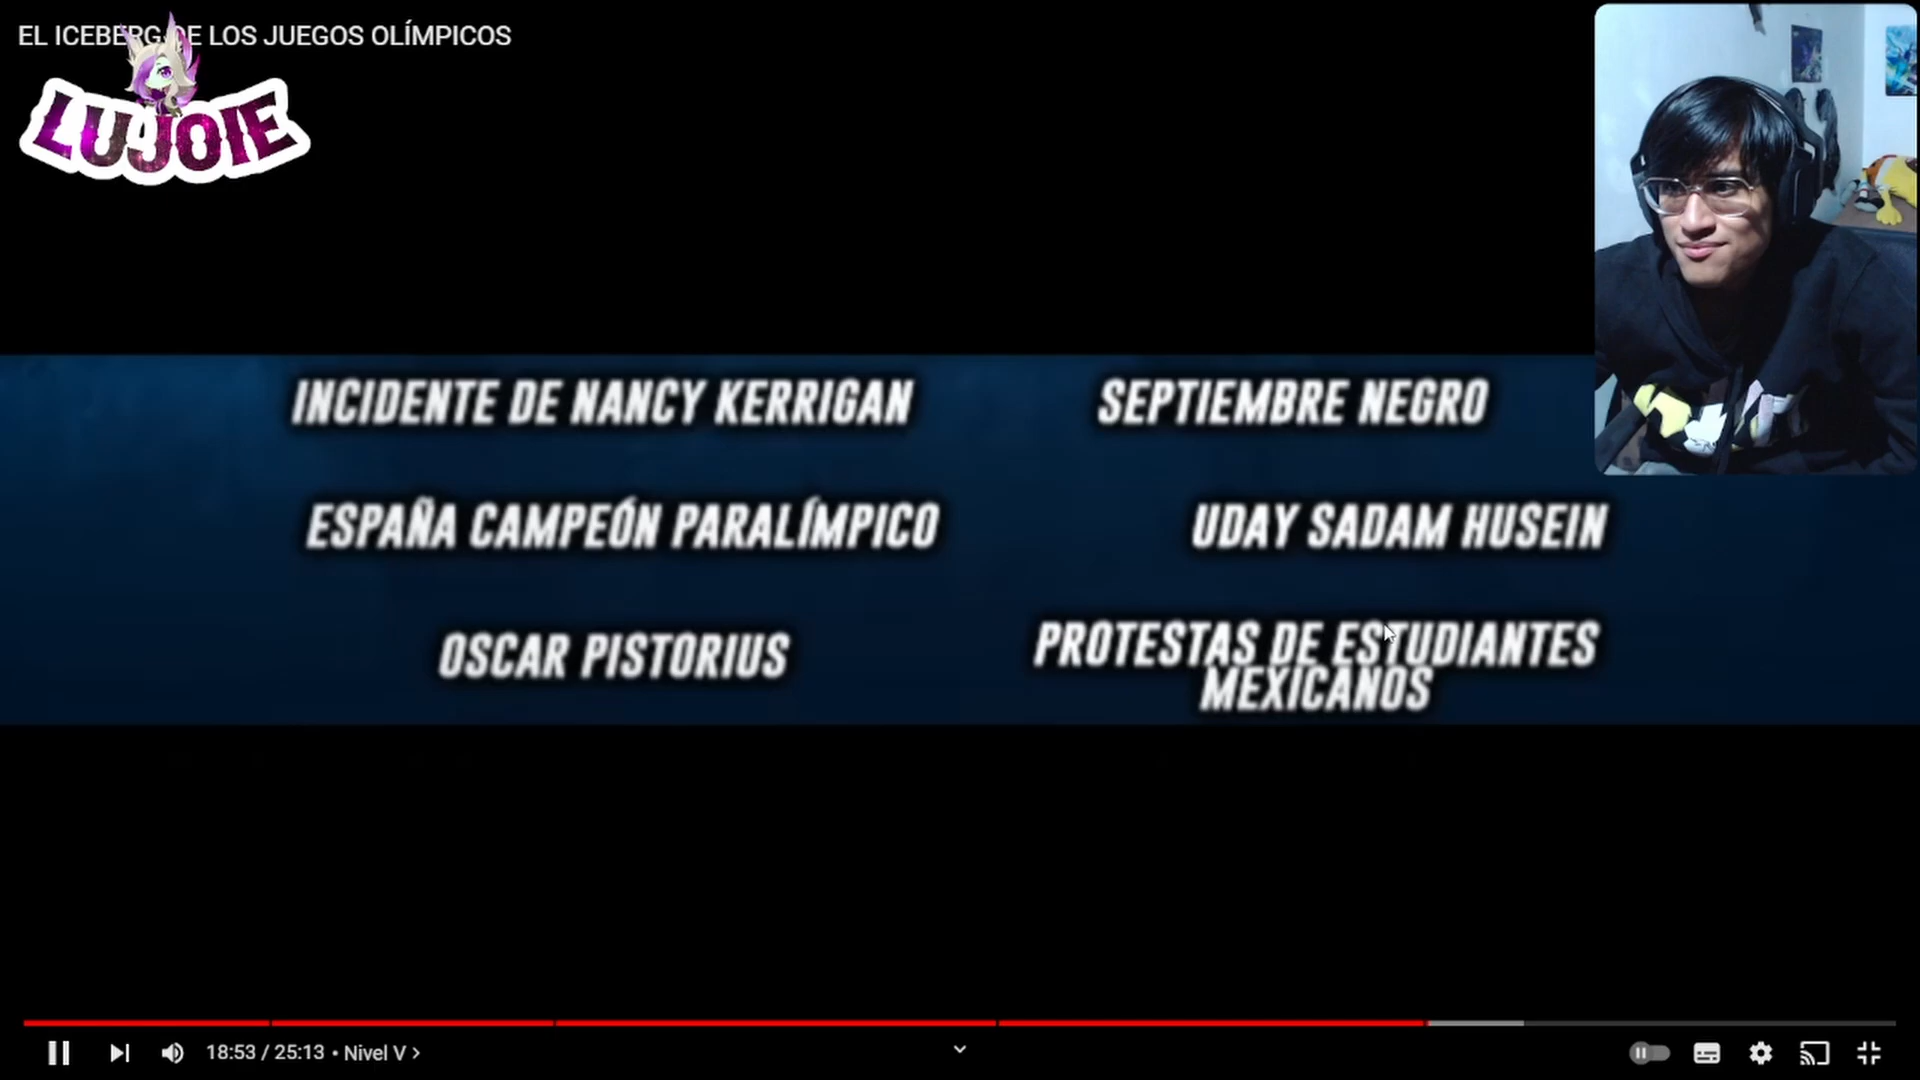 EL ICEBERG DE LOS JUEGOS OLÍMPICOS
LUJOIE
INCIDENTE DE NANCY KERRIGAN
SEPTIEMBRE NEGRO
ESPAÑA CAMPEÓN PARALÍMPICO
UDAY SADAM HUSEIN
OSCAR PISTORIUS
PROTESTAS DE ESTUDIANTES
MEXICANOS
18:53 / 25:13 • Nivel V >